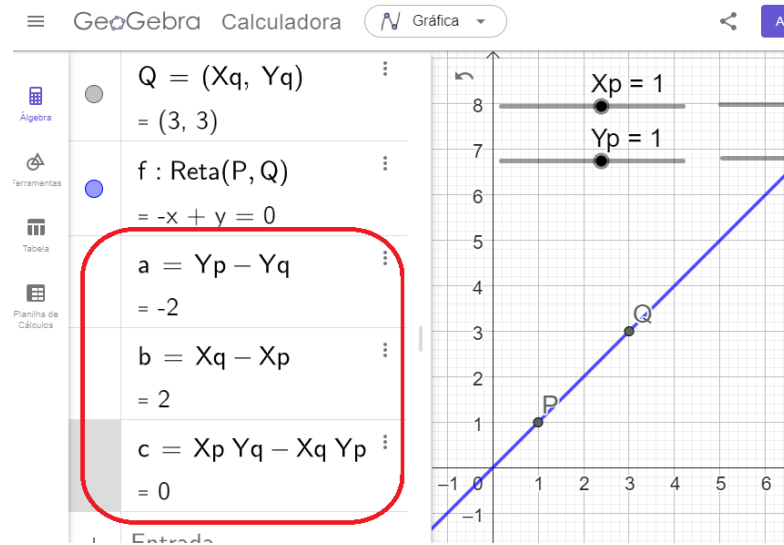 GeoGebra Calculadora
Gráfica
A
Álgebra
Ferramentas
Tabela
Planilha de
Cálculos
Q = (Xq, Yq)
= (3, 3)
f : Reta(P, Q)
= -x + y = 0
a = Yp – Yq
= -2
b = Xq – Xp
= 2
c = Xp Yq – Xq Yp
= 0
Entrada
Xp = 1
Yp = 1
8
7
6
5
4
3
2
1
–1
Q
P
–1 0 1 2 3 4 5 6